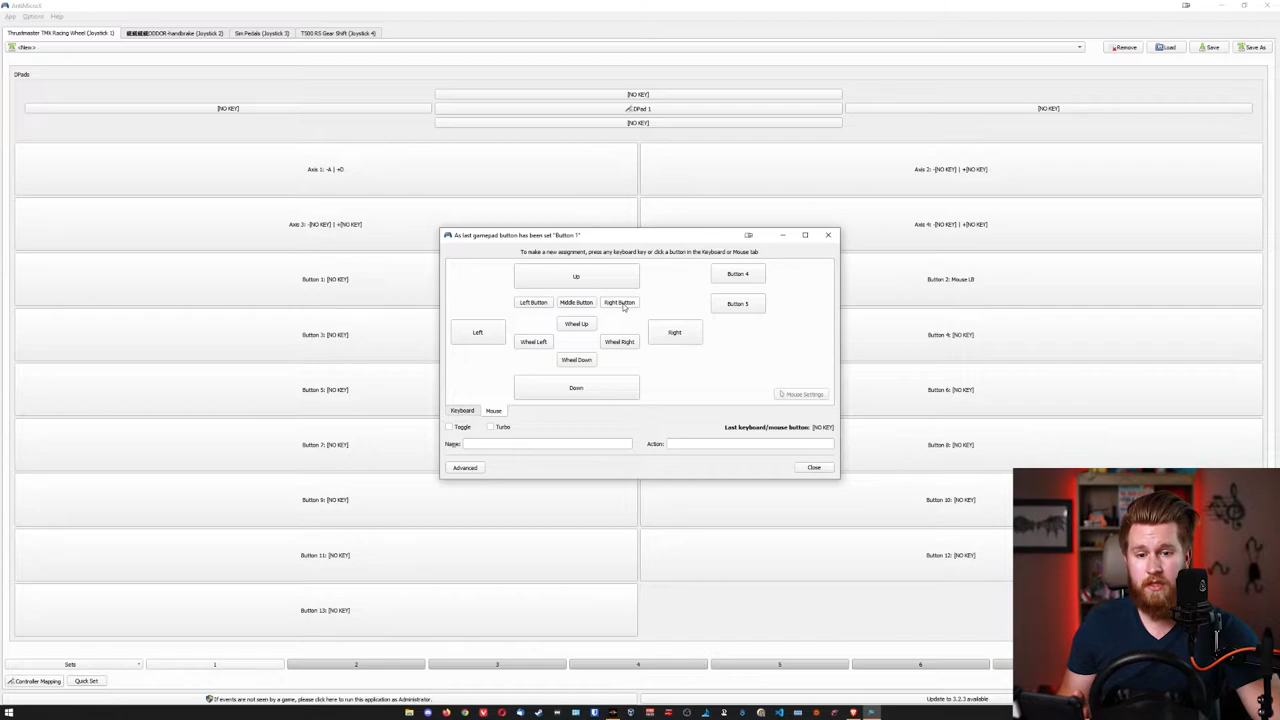 AntiMicroX
App Options Help
Thrustmaster TMX Racing Wheel (Joystick 1) DDDOR-handbrake (Joystick 2) Sim Pedals (Joystick 3) T500 RS Gear Shift (Joystick 4)
<New> Remove Load Save Save As
DPads
[NO KEY]
[NO KEY] DPad 1 [NO KEY]
[NO KEY]
Axis 1: -A | +D Axis 2: -[NO KEY] | +[NO KEY]
Axis 3: -[NO KEY] | +[NO KEY] Axis 4: -[NO KEY] | +[NO KEY]
As last gamepad button has been set "Button 1"
To make a new assignment, press any keyboard key or click a button in the Keyboard or Mouse tab
Up Button 4
Left Button Middle Button Right Button Button 5
Wheel Up
Left Right
Wheel Left Wheel Right
Wheel Down
Down
Mouse Settings
Keyboard Mouse
Toggle Turbo Last keyboard/mouse button: [NO KEY]
Name: Action:
Advanced Close
Button 1: [NO KEY] Button 2: Mouse LB
Button 3: [NO KEY] Button 4: [NO KEY]
Button 5: [NO KEY] Button 6: [NO KEY]
Button 7: [NO KEY] Button 8: [NO KEY]
Button 9: [NO KEY] Button 10: [NO KEY]
Button 11: [NO KEY] Button 12: [NO KEY]
Button 13: [NO KEY]
Sets 1 2 3 4 5 6
Controller Mapping Quick Set
If events are not seen by a game, please click here to run this application as Administrator. Update to 3.2.3 available